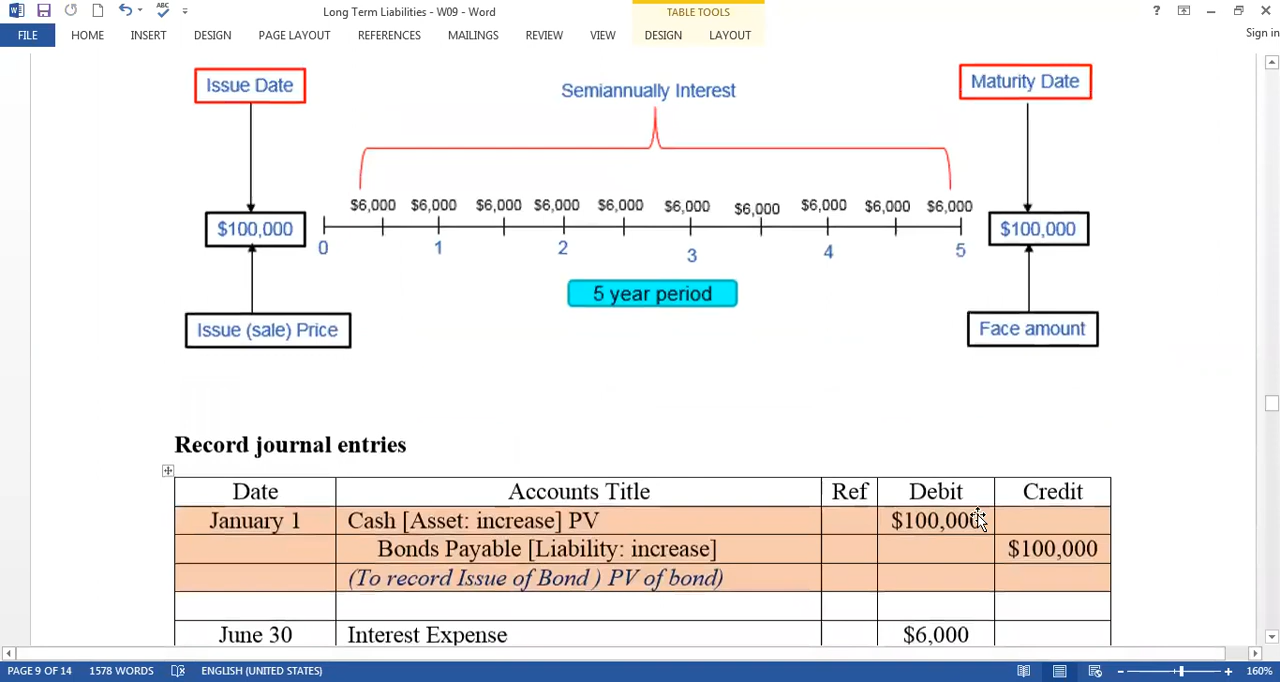 Long Term Liabilities - W09 - Word
TABLE TOOLS
?
Sign in
FILE HOME INSERT DESIGN PAGE LAYOUT REFERENCES MAILINGS REVIEW VIEW DESIGN LAYOUT
Issue Date
Semiannually Interest
Maturity Date
$6,000 $6,000 $6,000 $6,000 $6,000 $6,000 $6,000 $6,000 $6,000 $6,000
$100,000
$100,000
0 1 2 3 4 5
5 year period
Issue (sale) Price
Face amount
Record journal entries
Date Accounts Title Ref Debit Credit
January 1 Cash [Asset: increase] PV $100,000
Bonds Payable [Liability: increase] $100,000
(To record Issue of Bond ) PV of bond)
June 30 Interest Expense $6,000
PAGE 9 OF 14 1578 WORDS ENGLISH (UNITED STATES) 160%